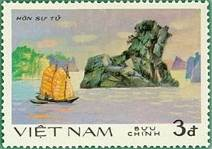 HÒN SƯ TỬ
VIỆT NAM BƯU CHÍNH 3đ